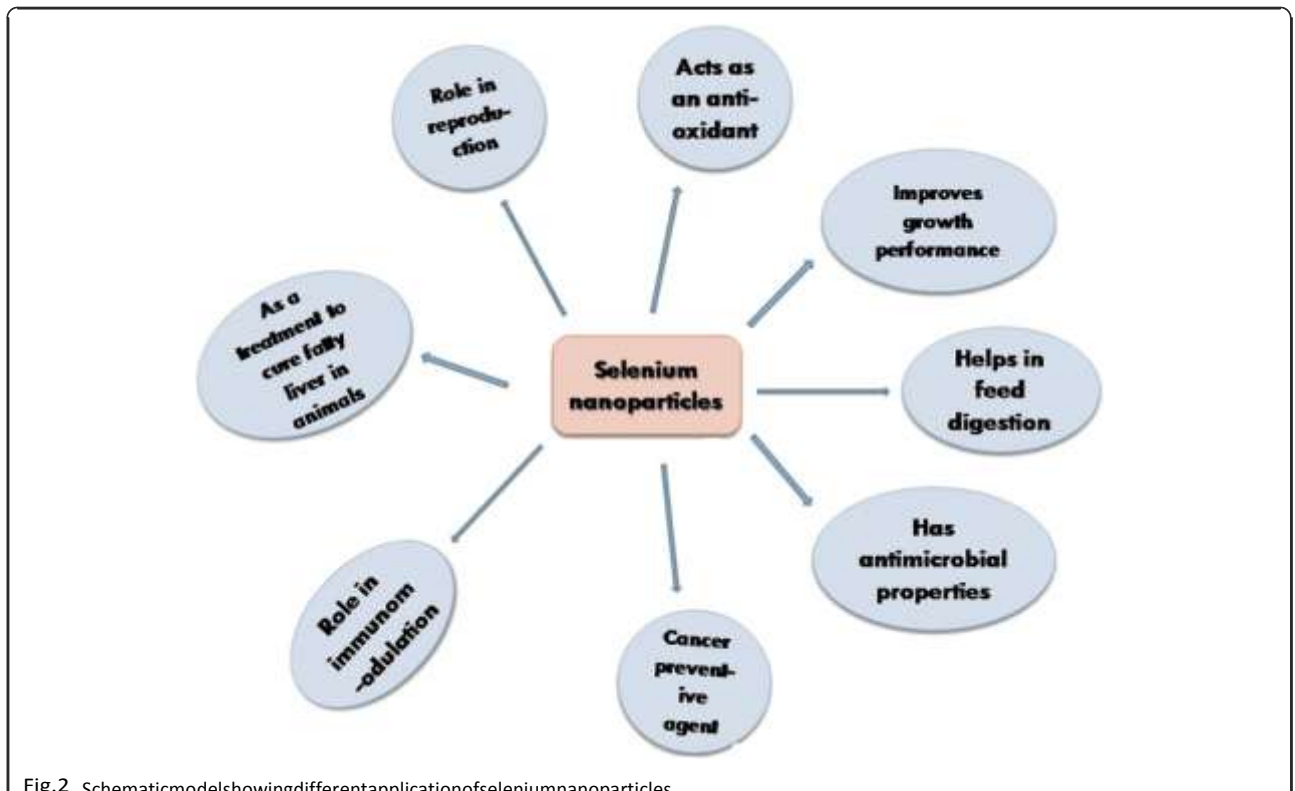 Role in
reprodu-
ction
Acts as
an anti-
oxidant
Improves
growth
performance
As a
treatment to
cure fatty
liver in
animals
Selenium
nanoparticles
Helps in
feed
digestion
Has
antimicrobial
properties
Role in
immunom
-odulation
Cancer
prevent-
ive
agent
Fig.2 Schematicmodelshowingdifferentapplicationofseleniumnanoparticles